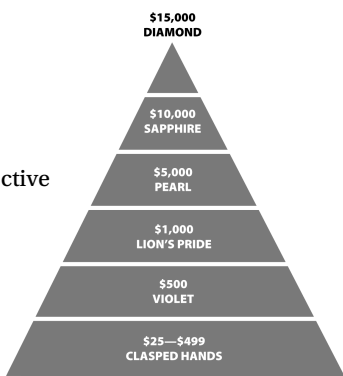 $15,000
DIAMOND
$10,000
SAPPHIRE
ctive
$5,000
PEARL
$1,000
LION’S PRIDE
$500
VIOLET
$25—$499
CLASPED HANDS